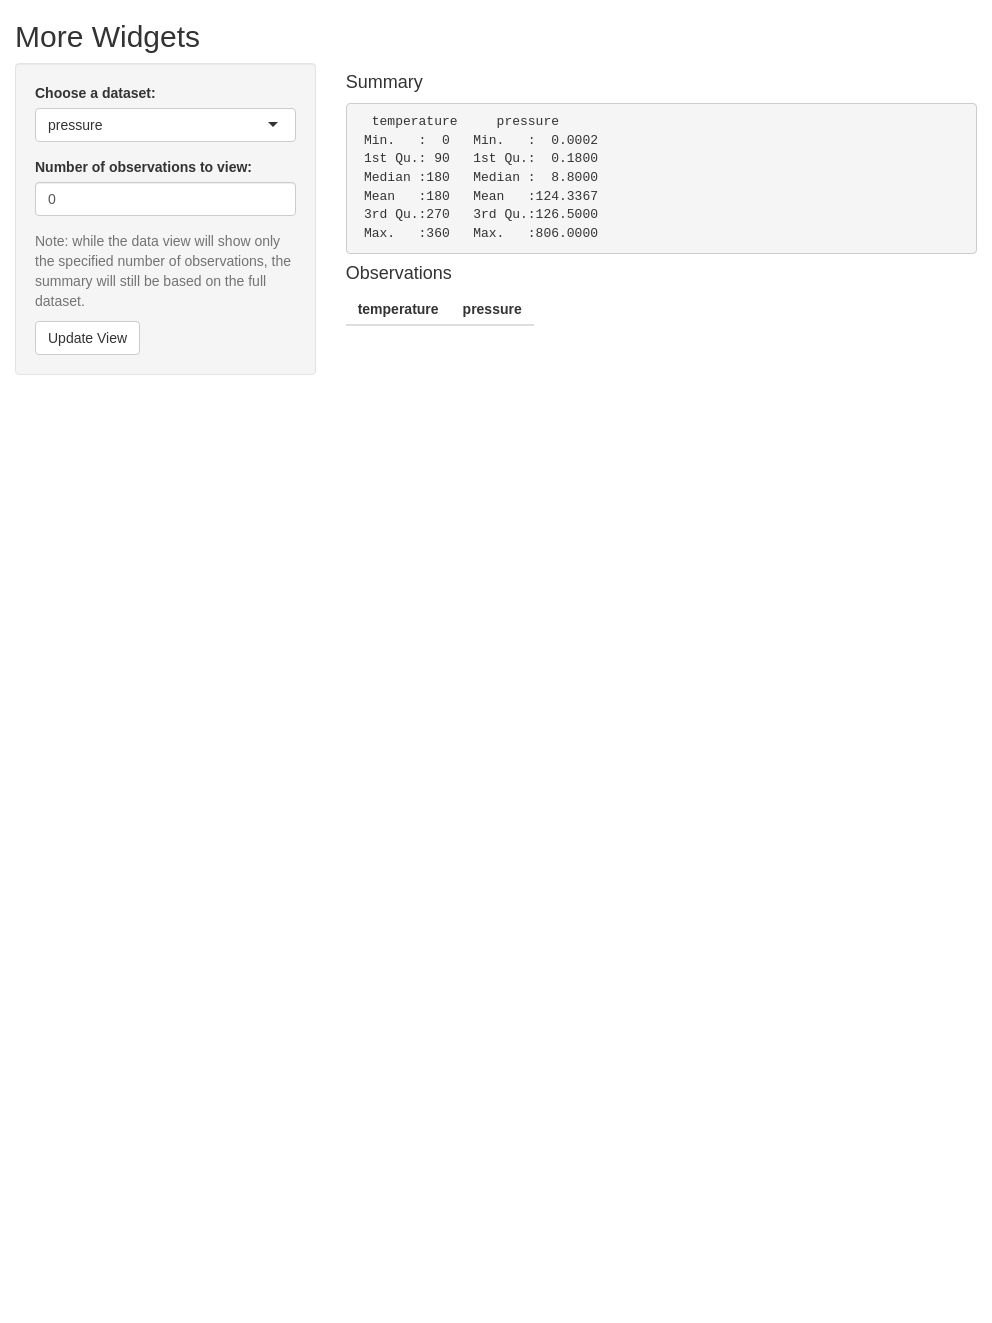 More Widgets
Choose a dataset:
pressure
Number of observations to view:
0
Note: while the data view will show only
the specified number of observations, the
summary will still be based on the full
dataset.
Update View
Summary
  temperature     pressure
 Min.   :  0   Min.   :  0.0002
 1st Qu.: 90   1st Qu.:  0.1800
 Median :180   Median :  8.8000
 Mean   :180   Mean   :124.3367
 3rd Qu.:270   3rd Qu.:126.5000
 Max.   :360   Max.   :806.0000
Observations
temperature pressure